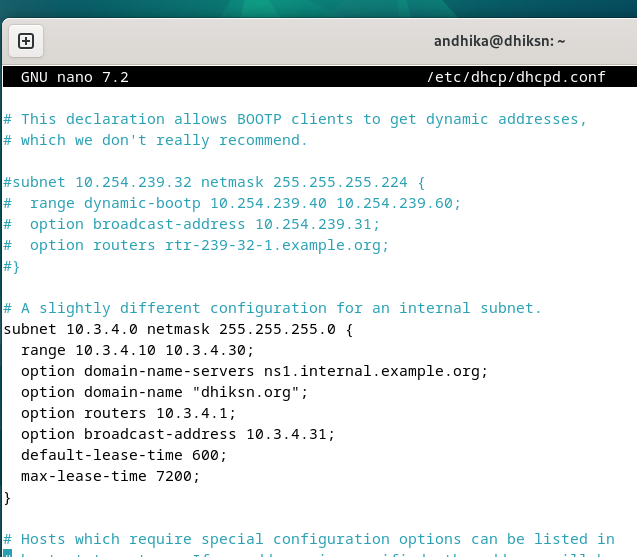 andhika@dhiksn: ~
GNU nano 7.2 /etc/dhcp/dhcpd.conf
# This declaration allows BOOTP clients to get dynamic addresses,
# which we don't really recommend.
#subnet 10.254.239.32 netmask 255.255.255.224 {
#  range dynamic-bootp 10.254.239.40 10.254.239.60;
#  option broadcast-address 10.254.239.31;
#  option routers rtr-239-32-1.example.org;
#}
# A slightly different configuration for an internal subnet.
subnet 10.3.4.0 netmask 255.255.255.0 {
  range 10.3.4.10 10.3.4.30;
  option domain-name-servers ns1.internal.example.org;
  option domain-name "dhiksn.org";
  option routers 10.3.4.1;
  option broadcast-address 10.3.4.31;
  default-lease-time 600;
  max-lease-time 7200;
}
# Hosts which require special configuration options can be listed in